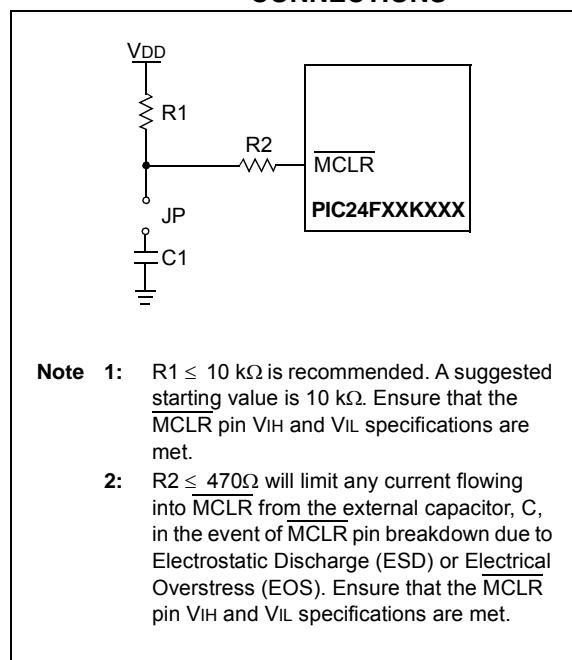 CONNECTIONS
VDD
R1
R2
MCLR
PIC24FXXKXXX
JP
C1
Note 1: R1 ≤ 10 kΩ is recommended. A suggested
starting value is 10 kΩ. Ensure that the
MCLR pin VIH and VIL specifications are
met.
2: R2 ≤ 470Ω will limit any current flowing
into MCLR from the external capacitor, C,
in the event of MCLR pin breakdown due to
Electrostatic Discharge (ESD) or Electrical
Overstress (EOS). Ensure that the MCLR
pin VIH and VIL specifications are met.